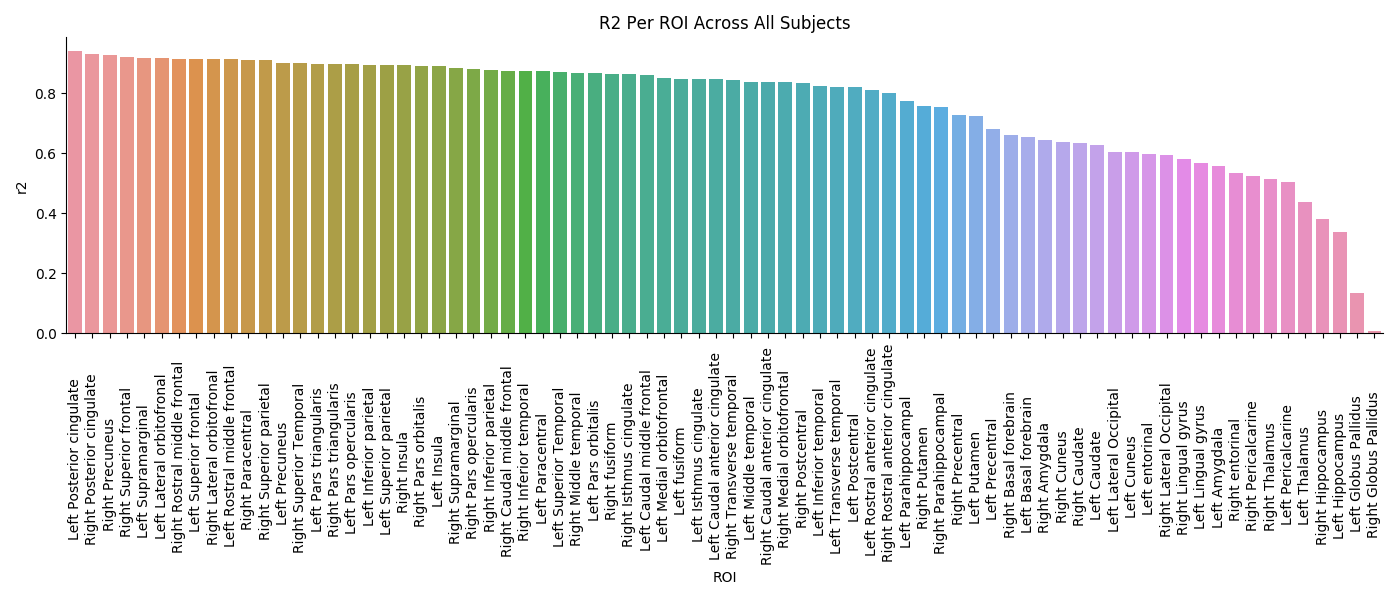 R2 Per ROI Across All Subjects
r2
0.8
0.6
0.4
0.2
0.0
Left Posterior cingulate
Right Posterior cingulate
Right Precuneus
Right Superior frontal
Left Supramarginal
Left Lateral orbitofronal
Right Rostral middle frontal
Left Superior frontal
Right Lateral orbitofronal
Left Rostral middle frontal
Right Paracentral
Right Superior parietal
Left Precuneus
Right Superior Temporal
Left Pars triangularis
Right Pars triangularis
Left Pars opercularis
Left Inferior parietal
Left Superior parietal
Right Insula
Right Pars orbitalis
Left Insula
Right Supramarginal
Right Pars opercularis
Right Inferior parietal
Right Caudal middle frontal
Right Inferior temporal
Left Paracentral
Left Superior Temporal
Right Middle temporal
Left Pars orbitalis
Right fusiform
Right Isthmus cingulate
Left Caudal middle frontal
Left Medial orbitofrontal
Left fusiform
Left Isthmus cingulate
Left Caudal anterior cingulate
Right Transverse temporal
Left Middle temporal
Right Caudal anterior cingulate
Right Medial orbitofrontal
Right Postcentral
Left Inferior temporal
Left Transverse temporal
Left Postcentral
Left Rostral anterior cingulate
Right Rostral anterior cingulate
Left Parahippocampal
Right Putamen
Right Parahippocampal
Right Precentral
Left Putamen
Left Precentral
Right Basal forebrain
Left Basal forebrain
Right Amygdala
Right Cuneus
Right Caudate
Left Caudate
Left Lateral Occipital
Left Cuneus
Left entorinal
Right Lateral Occipital
Right Lingual gyrus
Left Lingual gyrus
Left Amygdala
Right entorinal
Right Pericalcarine
Right Thalamus
Left Pericalcarine
Left Thalamus
Right Hippocampus
Left Hippocampus
Left Globus Pallidus
Right Globus Pallidus
ROI